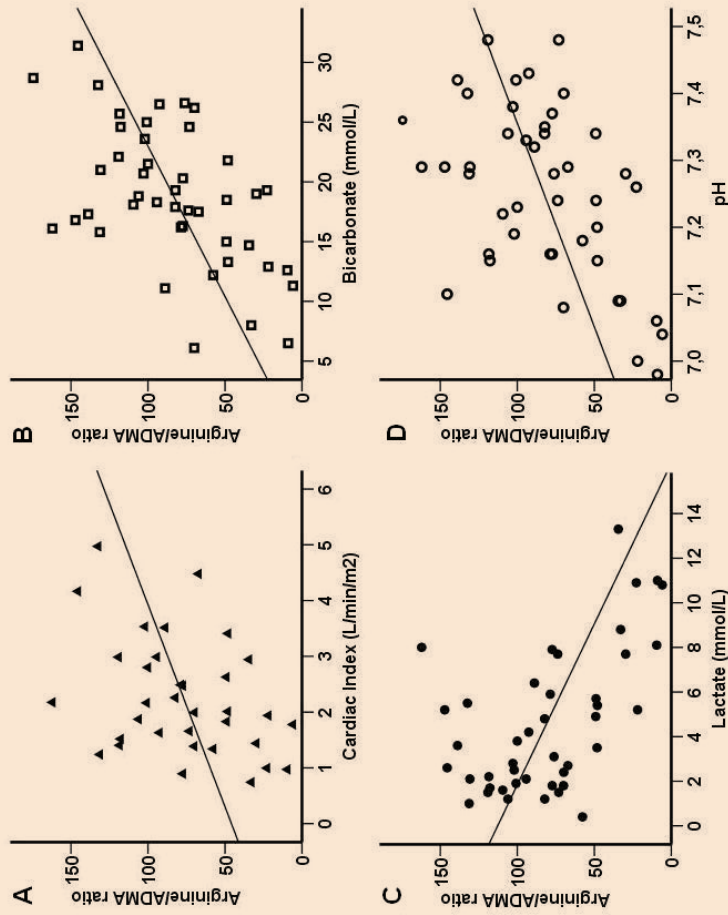 A
Arginine/ADMA ratio
150
100
50
0
0 1 2 3 4 5 6
Cardiac Index (L/min/m2)
B
Arginine/ADMA ratio
150
100
50
0
5 10 15 20 25 30
Bicarbonate (mmol/L)
C
Arginine/ADMA ratio
150
100
50
0
0 2 4 6 8 10 12 14
Lactate (mmol/L)
D
Arginine/ADMA ratio
150
100
50
0
7,0 7,1 7,2 7,3 7,4 7,5
pH